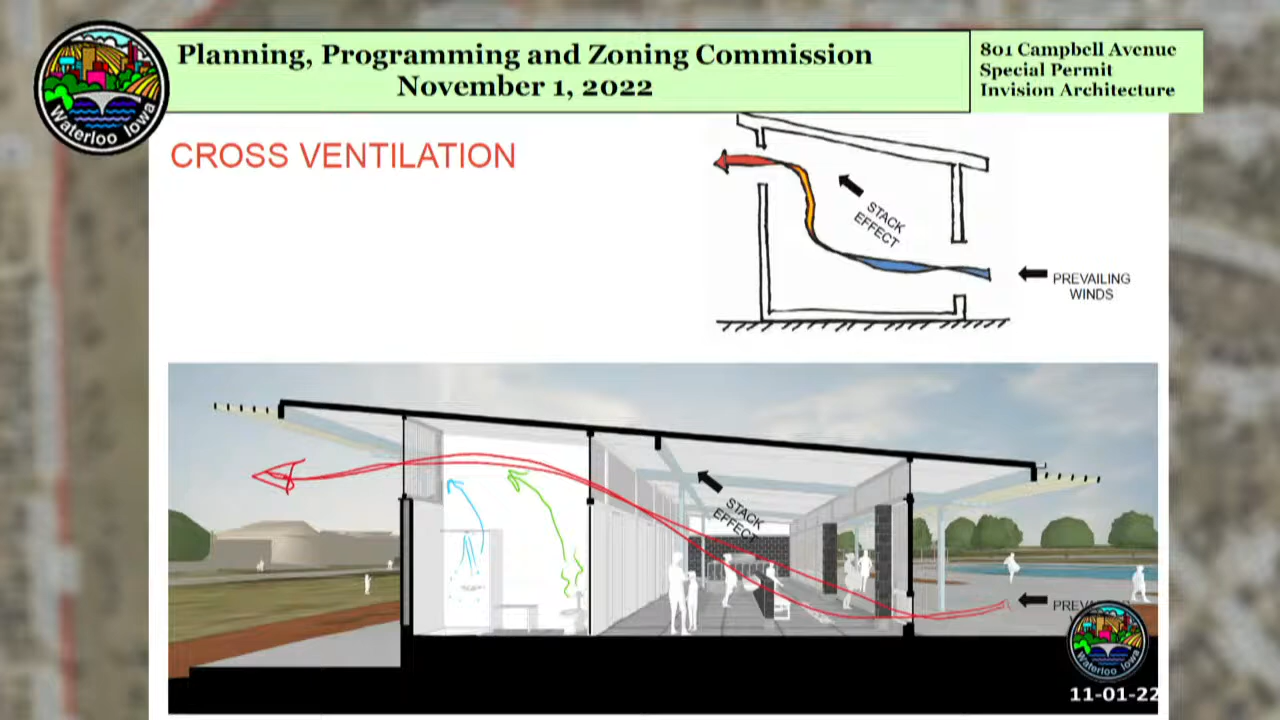 Planning, Programming and Zoning Commission
November 1, 2022
801 Campbell Avenue
Special Permit
Invision Architecture
Waterloo Iowa
CROSS VENTILATION
STACK
EFFECT
PREVAILING
WINDS
STACK
EFFECT
Waterloo Iowa
11-01-22